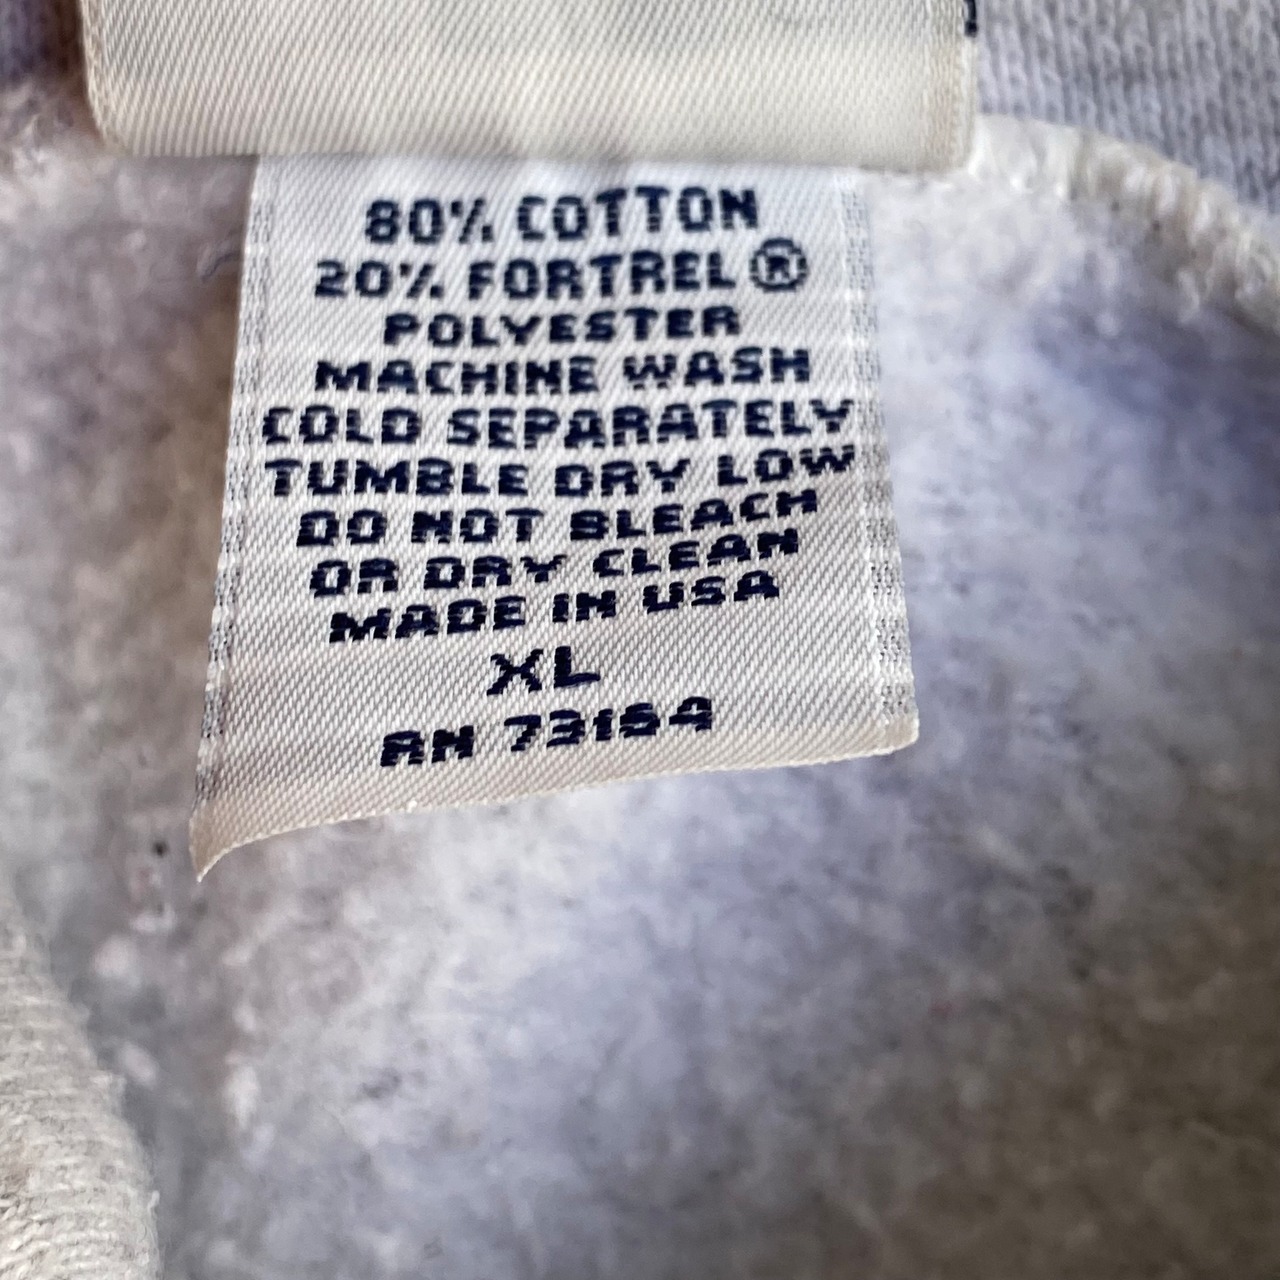 80% COTTON
20% FORTREL®
POLYESTER
MACHINE WASH
COLD SEPARATELY
TUMBLE DRY LOW
DO NOT BLEACH
OR DRY CLEAN
MADE IN USA
XL
RN 73164